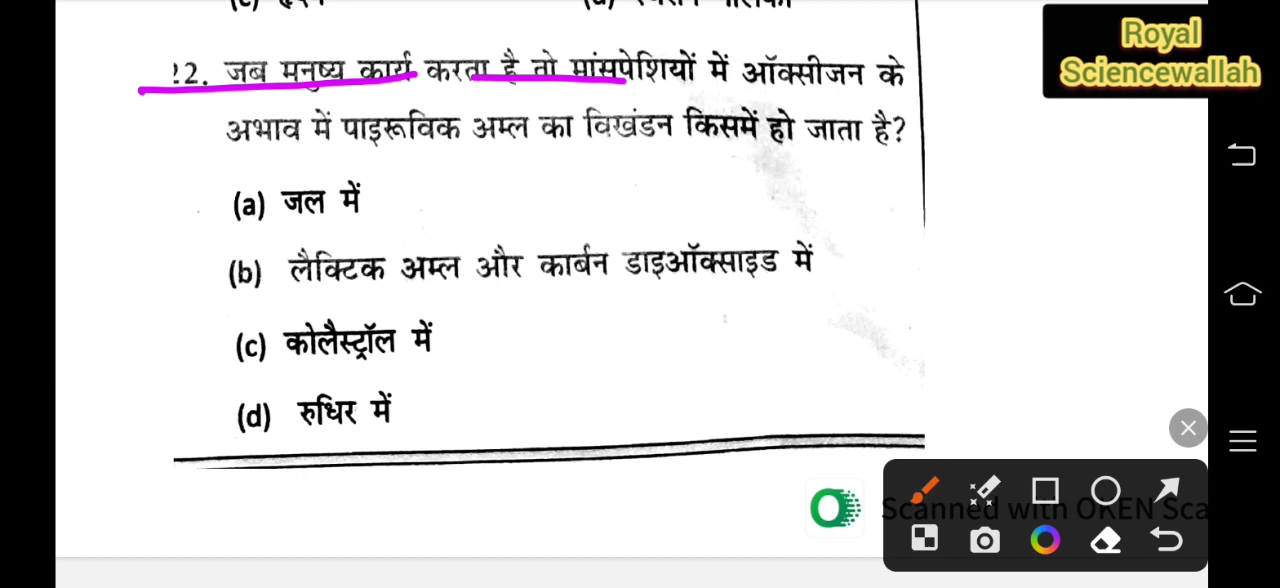 Royal
Sciencewallah
22. जब मनुष्य कार्य करता है तो मांसपेशियों में ऑक्सीजन के
अभाव में पाइरूविक अम्ल का विखंडन किसमें हो जाता है?
(a) जल में
(b) लैक्टिक अम्ल और कार्बन डाइऑक्साइड में
(c) कोलैस्ट्रॉल में
(d) रुधिर में
Scanned with OKEN Sca